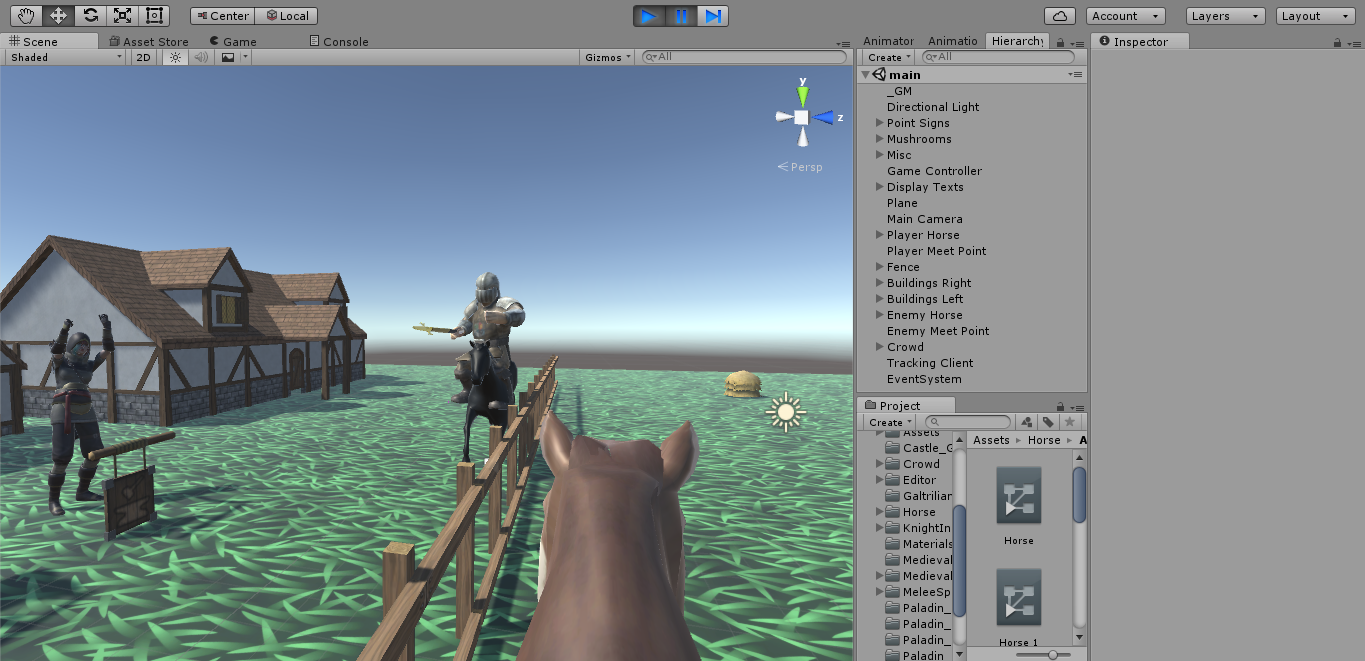 Center Local Account Layers Layout
Scene Asset Store Game Console
Shaded 2D Gizmos All
y
z
Persp
Animator Animatio Hierarchy
Create All
main
_GM
Directional Light
Point Signs
Mushrooms
Misc
Game Controller
Display Texts
Plane
Main Camera
Player Horse
Player Meet Point
Fence
Buildings Right
Buildings Left
Enemy Horse
Enemy Meet Point
Crowd
Tracking Client
EventSystem
Project
Create
Assets
Castle_G
Crowd
Editor
Galtrilian
Horse
KnightIn
Materials
Medieval
Medieval
MeleeSp
Paladin_
Paladin_
Paladin_
Paladin
Assets Horse A
Horse
Horse 1
Inspector